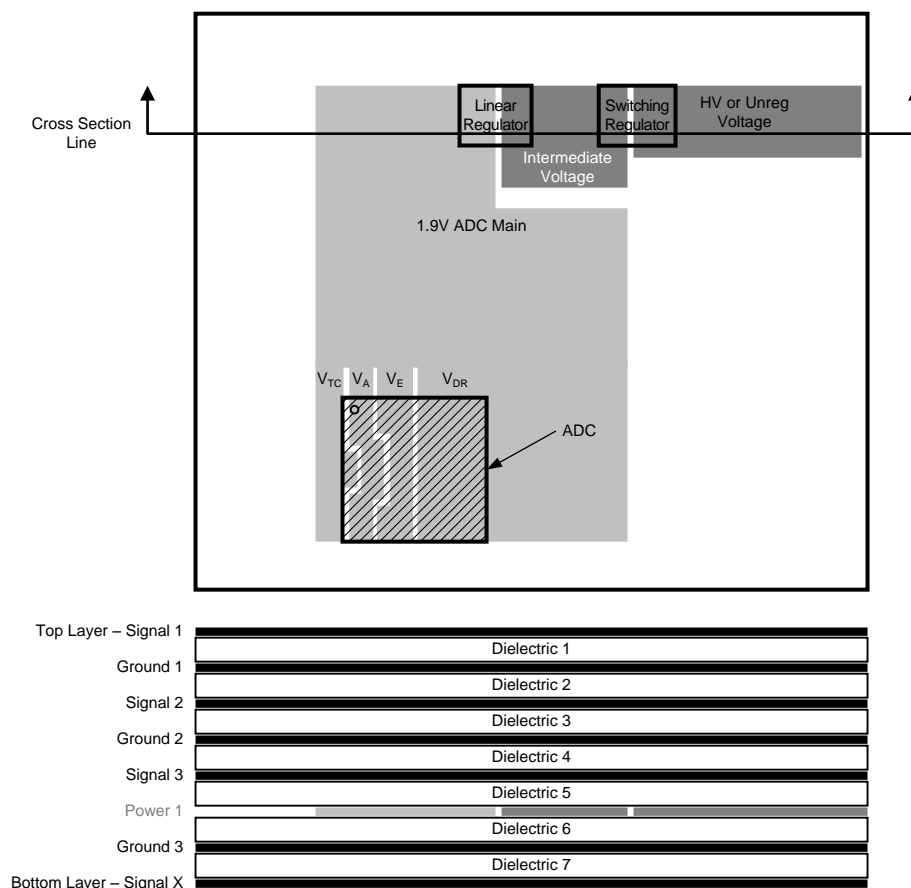 Linear
Regulator
Switching
Regulator
HV or Unreg
Voltage
Cross Section
Line
Intermediate
Voltage
1.9V ADC Main
VTC VA VE VDR
ADC
Top Layer – Signal 1
Dielectric 1
Ground 1
Dielectric 2
Signal 2
Dielectric 3
Ground 2
Dielectric 4
Signal 3
Dielectric 5
Power 1
Dielectric 6
Ground 3
Dielectric 7
Bottom Layer – Signal X